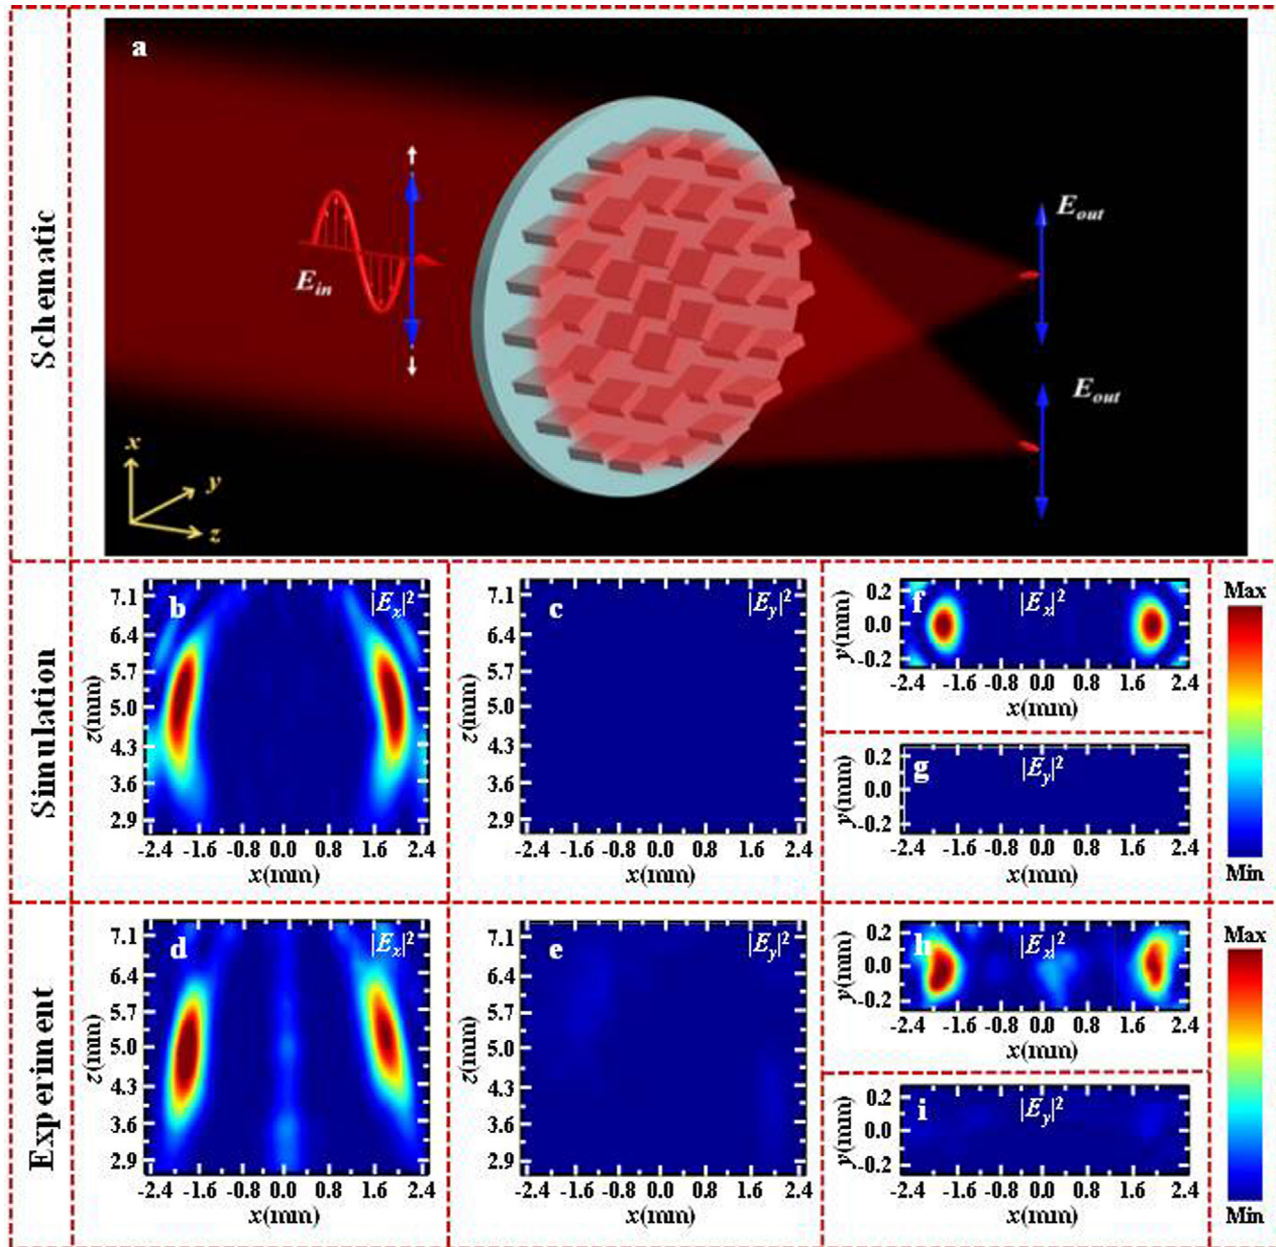 Schematic
a
E_in
E_out
E_out
x
y
z
Simulation
b
|E_x|²
7.1
6.4
5.7
5.0
4.3
3.6
2.9
z(mm)
-2.4 -1.6 -0.8 0.0 0.8 1.6 2.4
x(mm)
c
|E_y|²
7.1
6.4
5.7
5.0
4.3
3.6
2.9
z(mm)
-2.4 -1.6 -0.8 0.0 0.8 1.6 2.4
x(mm)
f
|E_x|²
0.2
0.0
-0.2
y(mm)
-2.4 -1.6 -0.8 0.0 0.8 1.6 2.4
x(mm)
g
|E_y|²
0.2
0.0
-0.2
y(mm)
-2.4 -1.6 -0.8 0.0 0.8 1.6 2.4
x(mm)
Max
Min
Experiment
d
|E_x|²
7.1
6.4
5.7
5.0
4.3
3.6
2.9
z(mm)
-2.4 -1.6 -0.8 0.0 0.8 1.6 2.4
x(mm)
e
|E_y|²
7.1
6.4
5.7
5.0
4.3
3.6
2.9
z(mm)
-2.4 -1.6 -0.8 0.0 0.8 1.6 2.4
x(mm)
h
|E_x|²
0.2
0.0
-0.2
y(mm)
-2.4 -1.6 -0.8 0.0 0.8 1.6 2.4
x(mm)
i
|E_y|²
0.2
0.0
-0.2
y(mm)
-2.4 -1.6 -0.8 0.0 0.8 1.6 2.4
x(mm)
Max
Min